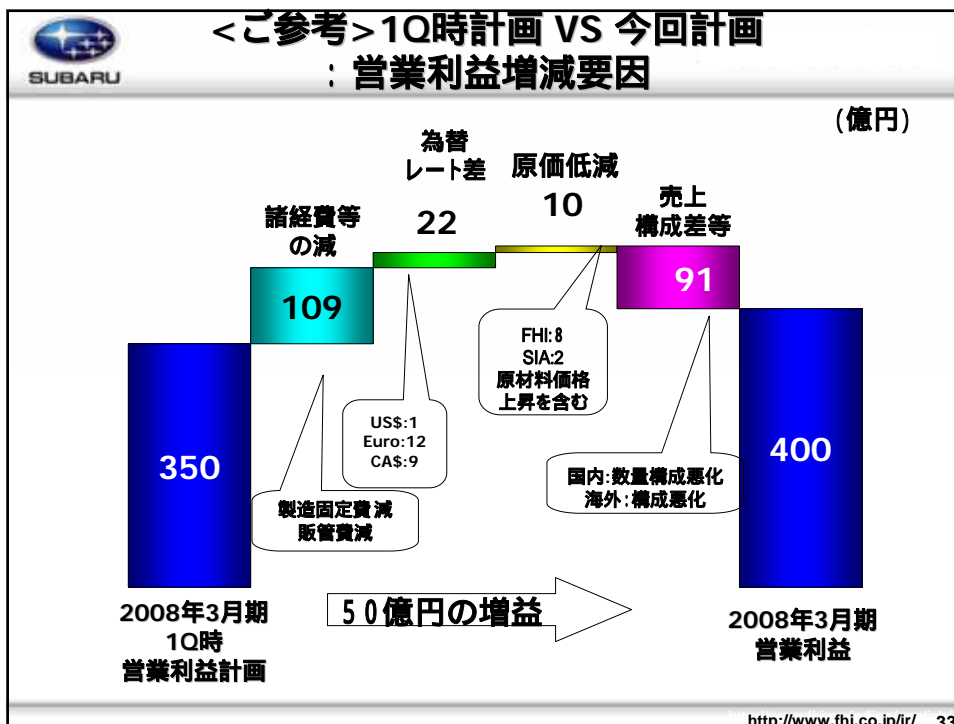 SUBARU
<ご参考>1Q時計画 VS 今回計画
：営業利益増減要因
(億円)
為替
レート差
22
原価低減
10
売上
構成差等
91
諸経費等
の減
109
FHI:8
SIA:2
原材料価格
上昇を含む
US$:1
Euro:12
CA$:9
350
400
国内:数量構成悪化
海外:構成悪化
製造固定費減
販管費減
50億円の増益
2008年3月期
1Q時
営業利益計画
2008年3月期
営業利益
http://www.fhi.co.jp/ir/ 33